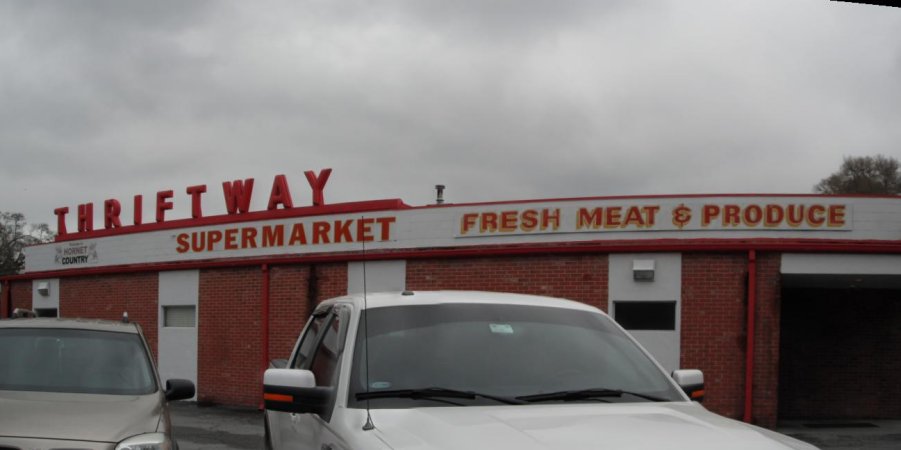 THRIFTWAY
SUPERMARKET
FRESH MEAT & PRODUCE
HORNET
COUNTRY